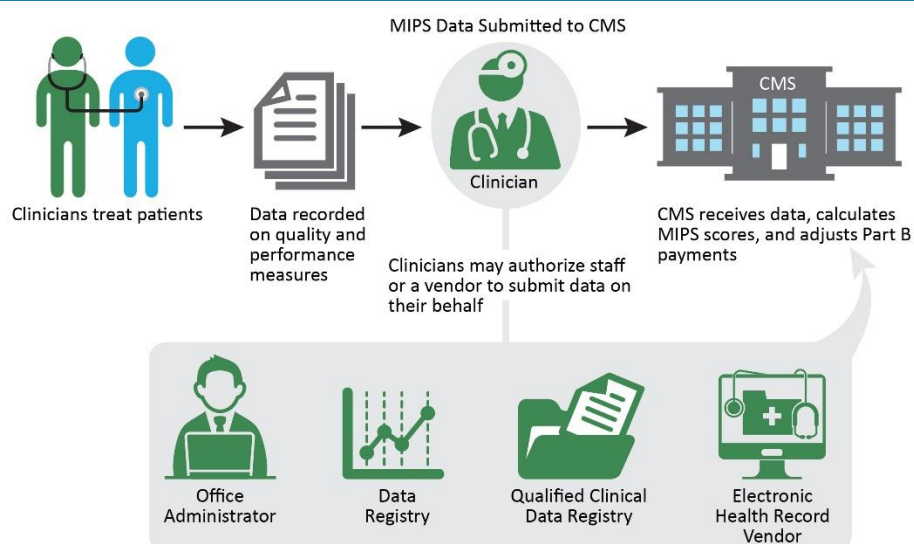 MIPS Data Submitted to CMS
CMS
Clinician
Clinicians treat patients
Data recorded
on quality and
performance
measures
CMS receives data, calculates
MIPS scores, and adjusts Part B
payments
Clinicians may authorize staff
or a vendor to submit data on
their behalf
Office
Administrator
Data
Registry
Qualified Clinical
Data Registry
Electronic
Health Record
Vendor